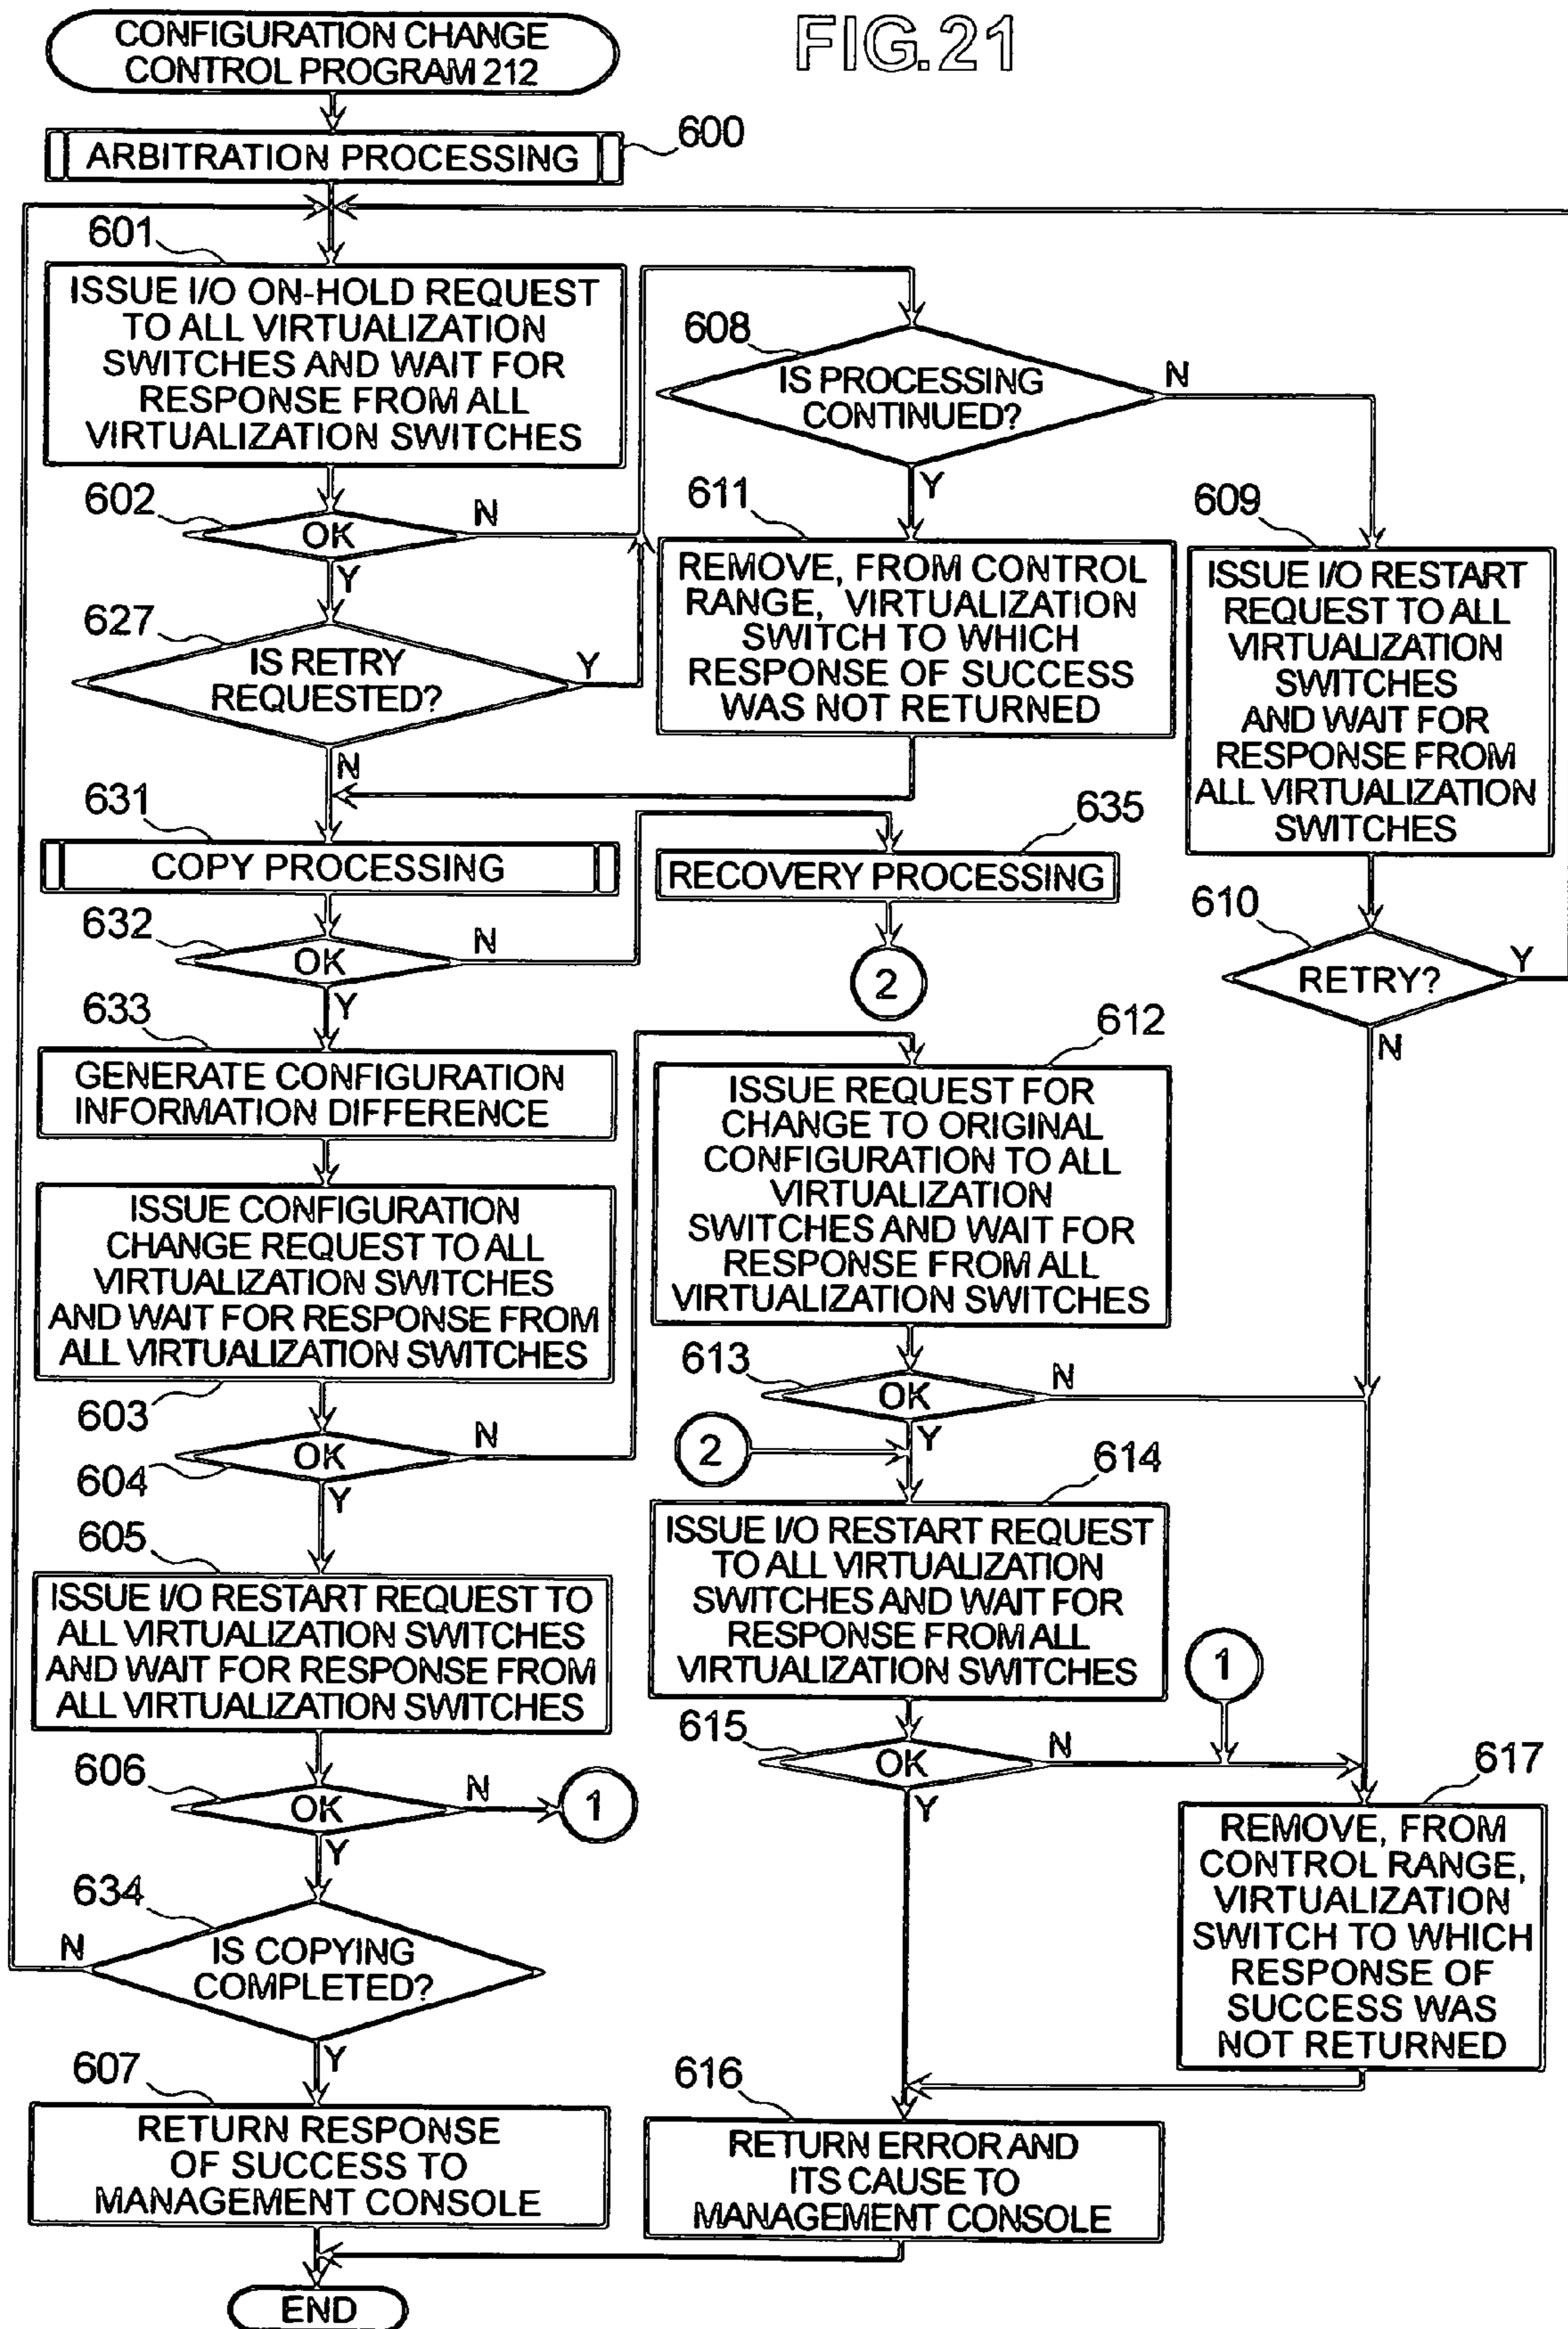 FIG.21
CONFIGURATION CHANGE
CONTROL PROGRAM 212
ARBITRATION PROCESSING
600
601
ISSUE I/O ON-HOLD REQUEST
TO ALL VIRTUALIZATION
SWITCHES AND WAIT FOR
RESPONSE FROM ALL
VIRTUALIZATION SWITCHES
602
OK
N
Y
627
IS RETRY
REQUESTED?
Y
N
608
IS PROCESSING
CONTINUED?
N
Y
611
REMOVE, FROM CONTROL
RANGE, VIRTUALIZATION
SWITCH TO WHICH
RESPONSE OF SUCCESS
WAS NOT RETURNED
609
ISSUE I/O RESTART
REQUEST TO ALL
VIRTUALIZATION
SWITCHES
AND WAIT FOR
RESPONSE FROM
ALL VIRTUALIZATION
SWITCHES
610
RETRY?
Y
N
631
COPY PROCESSING
632
OK
N
Y
635
RECOVERY PROCESSING
2
633
GENERATE CONFIGURATION
INFORMATION DIFFERENCE
ISSUE CONFIGURATION
CHANGE REQUEST TO ALL
VIRTUALIZATION SWITCHES
AND WAIT FOR RESPONSE FROM
ALL VIRTUALIZATION SWITCHES
603
604
OK
N
Y
612
ISSUE REQUEST FOR
CHANGE TO ORIGINAL
CONFIGURATION TO ALL
VIRTUALIZATION
SWITCHES AND WAIT FOR
RESPONSE FROM ALL
VIRTUALIZATION SWITCHES
613
OK
N
Y
2
614
ISSUE I/O RESTART REQUEST
TO ALL VIRTUALIZATION
SWITCHES AND WAIT FOR
RESPONSE FROM ALL
VIRTUALIZATION SWITCHES
605
ISSUE I/O RESTART REQUEST TO
ALL VIRTUALIZATION SWITCHES
AND WAIT FOR RESPONSE FROM
ALL VIRTUALIZATION SWITCHES
606
OK
N
1
Y
615
OK
N
Y
1
617
REMOVE, FROM
CONTROL RANGE,
VIRTUALIZATION
SWITCH TO WHICH
RESPONSE OF
SUCCESS WAS
NOT RETURNED
634
IS COPYING
COMPLETED?
N
Y
607
RETURN RESPONSE
OF SUCCESS TO
MANAGEMENT CONSOLE
616
RETURN ERROR AND
ITS CAUSE TO
MANAGEMENT CONSOLE
END